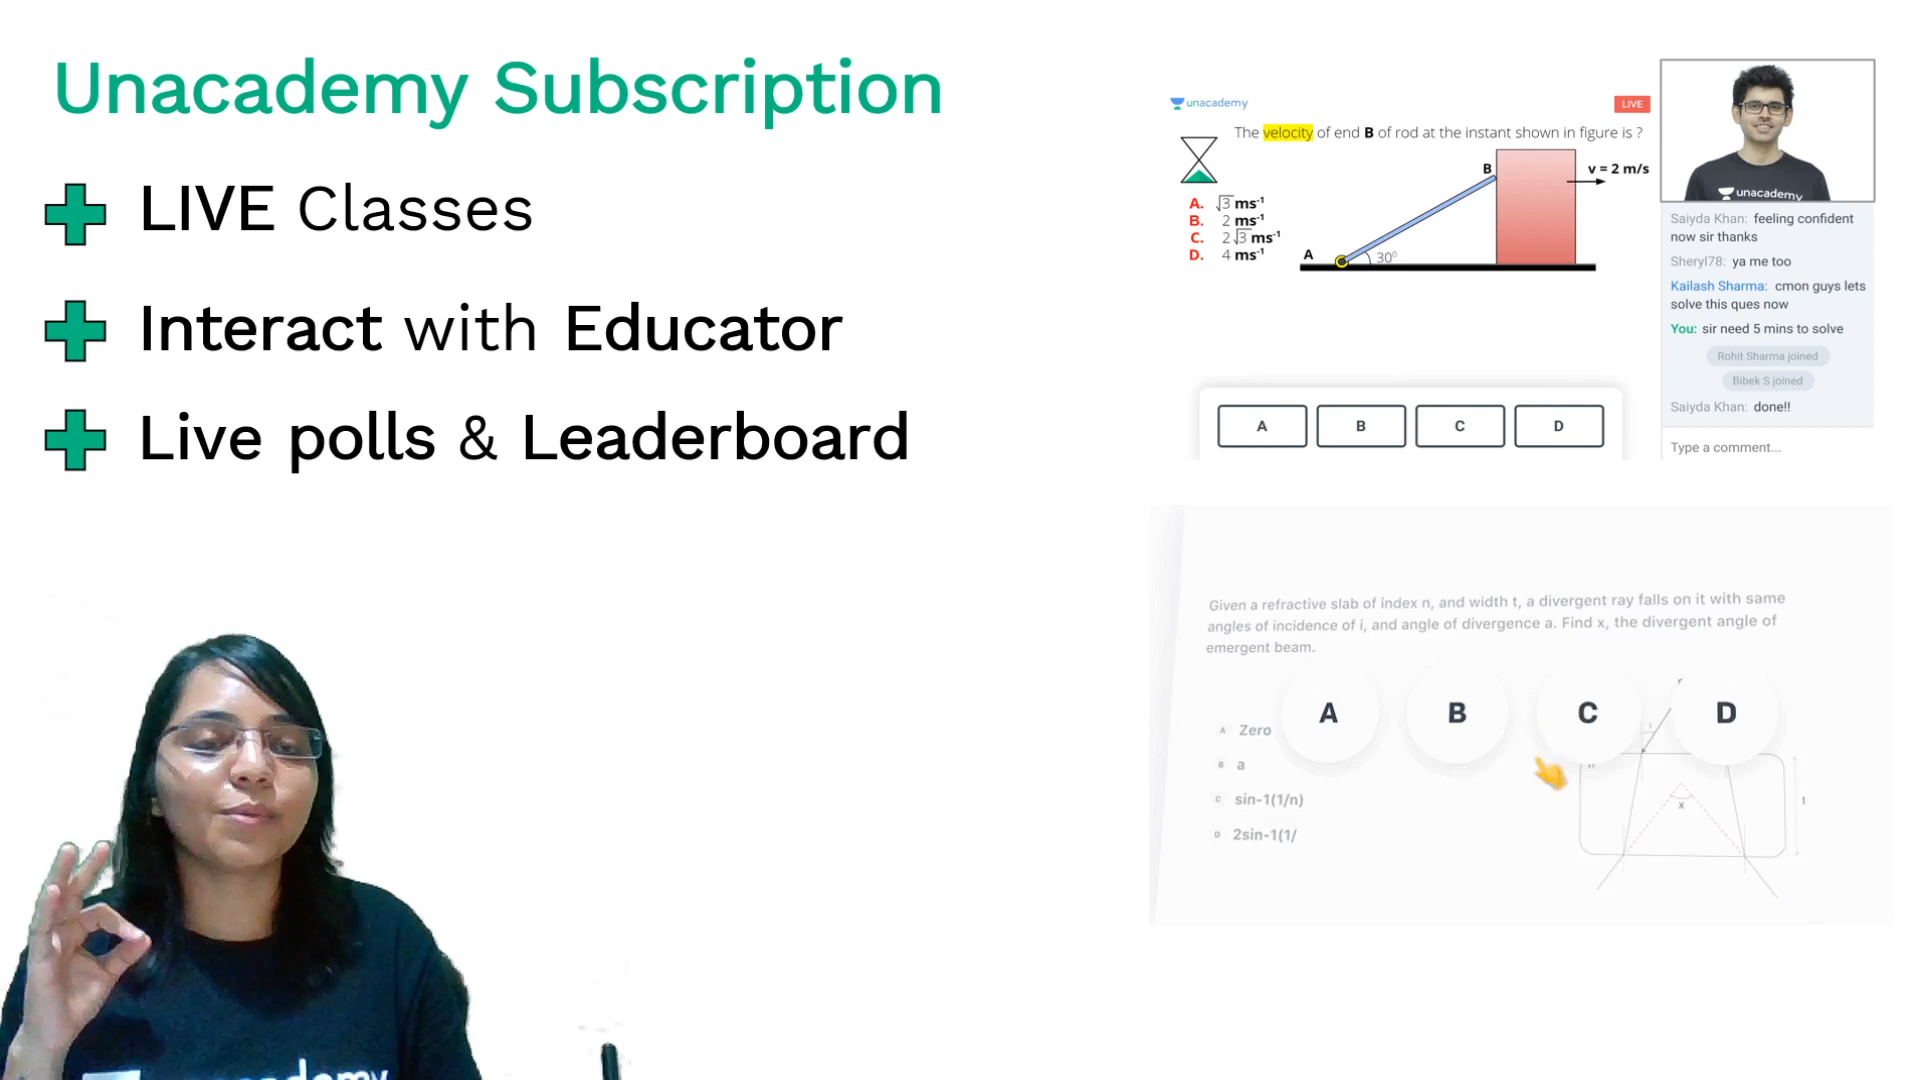 Unacademy Subscription
LIVE Classes
Interact with Educator
Live polls & Leaderboard
unacademy
LIVE
The velocity of end B of rod at the instant shown in figure is ?
B
v = 2 m/s
A. √3 ms⁻¹
B. 2 ms⁻¹
C. 2√3 ms⁻¹
D. 4 ms⁻¹
A
30⁰
A B C D
unacademy
Saiyda Khan: feeling confident
now sir thanks
Sheryl78: ya me too
Kailash Sharma: cmon guys lets
solve this ques now
You: sir need 5 mins to solve
Rohit Sharma joined
Bibek S joined
Saiyda Khan: done!!
Type a comment...
Given a refractive slab of index n, and width t, a divergent ray falls on it with same
angles of incidence of i, and angle of divergence a. Find x, the divergent angle of
emergent beam.
A B C D
A Zero
B a
C sin-1(1/n)
D 2sin-1(1/
i
x
t